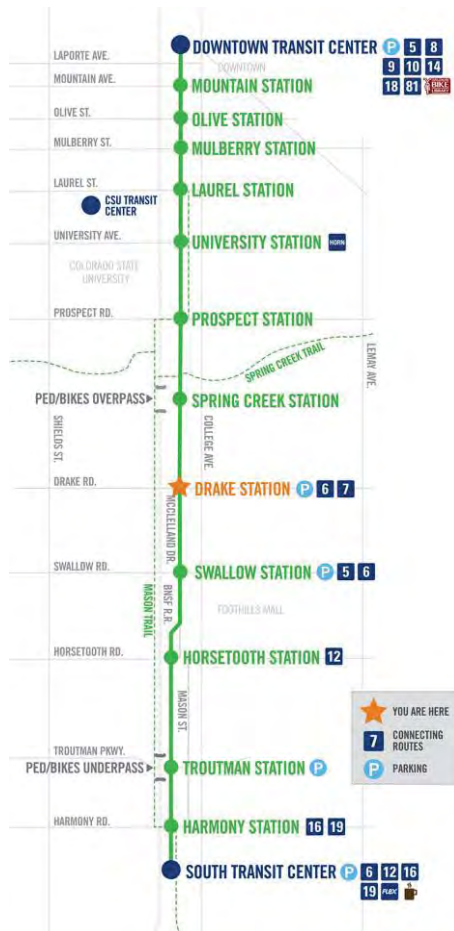 DOWNTOWN TRANSIT CENTER P 5 8
9 10 14
18 81 BIKE
LAPORTE AVE.
DOWNTOWN
MOUNTAIN AVE.
MOUNTAIN STATION
OLIVE ST.
OLIVE STATION
MULBERRY ST.
MULBERRY STATION
LAUREL ST.
LAUREL STATION
CSU TRANSIT
CENTER
UNIVERSITY AVE.
UNIVERSITY STATION HORN
COLORADO STATE
UNIVERSITY
PROSPECT RD.
PROSPECT STATION
SPRING CREEK TRAIL
LEMAY AVE.
PED/BIKES OVERPASS
SPRING CREEK STATION
SHIELDS ST.
COLLEGE AVE.
DRAKE RD.
DRAKE STATION P 6 7
MCCLELLAND DR.
SWALLOW RD.
SWALLOW STATION P 5 6
MASON TRAIL
BNSF R.R.
FOOTHILLS MALL
HORSETOOTH RD.
HORSETOOTH STATION 12
MASON ST.
YOU ARE HERE
7 CONNECTING
ROUTES
P PARKING
TROUTMAN PKWY.
PED/BIKES UNDERPASS
TROUTMAN STATION P
HARMONY RD.
HARMONY STATION 16 19
SOUTH TRANSIT CENTER P 6 12 16
19 FLEX